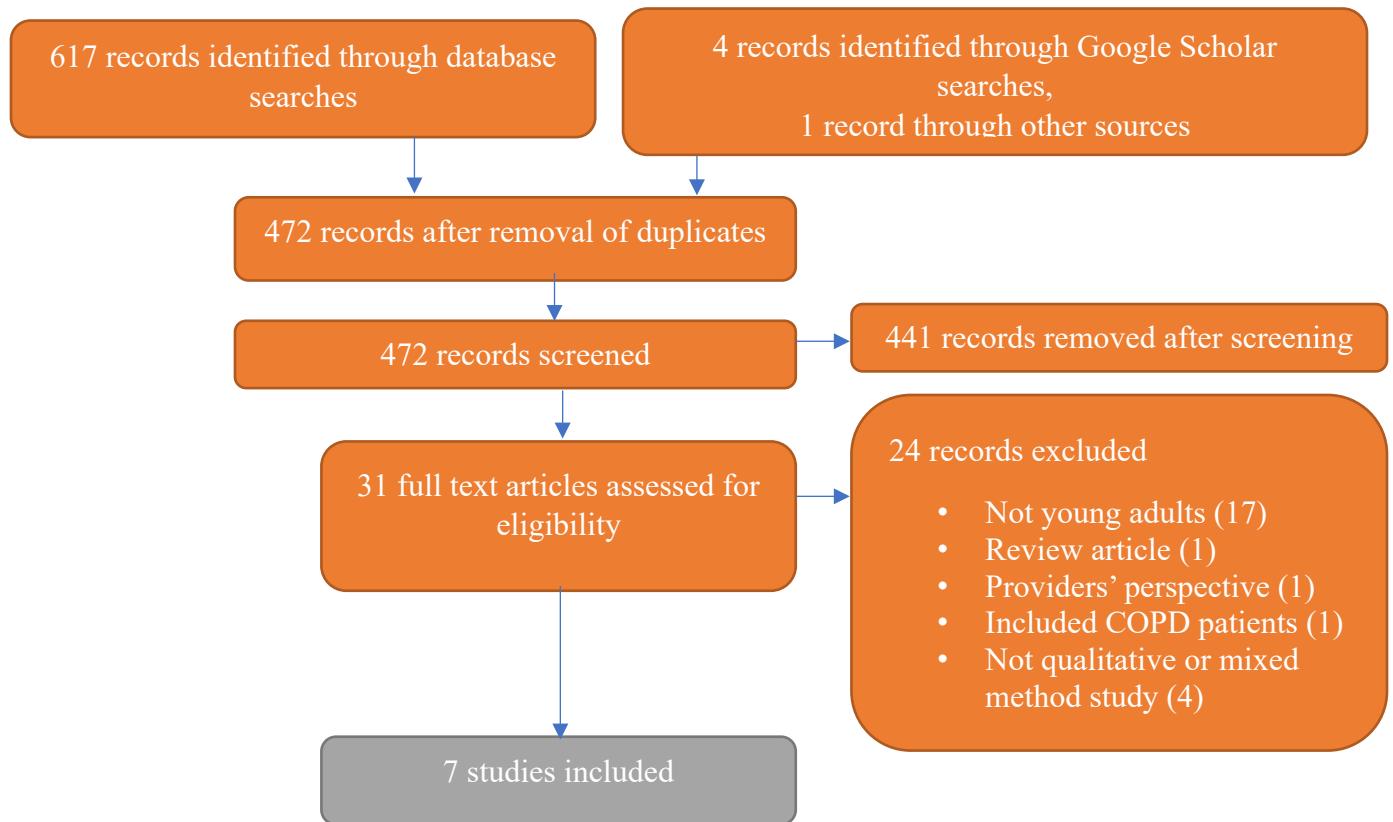 617 records identified through database
searches
4 records identified through Google Scholar
searches,
1 record through other sources
472 records after removal of duplicates
472 records screened
441 records removed after screening
31 full text articles assessed for
eligibility
24 records excluded
• Not young adults (17)
• Review article (1)
• Providers’ perspective (1)
• Included COPD patients (1)
• Not qualitative or mixed
method study (4)
7 studies included